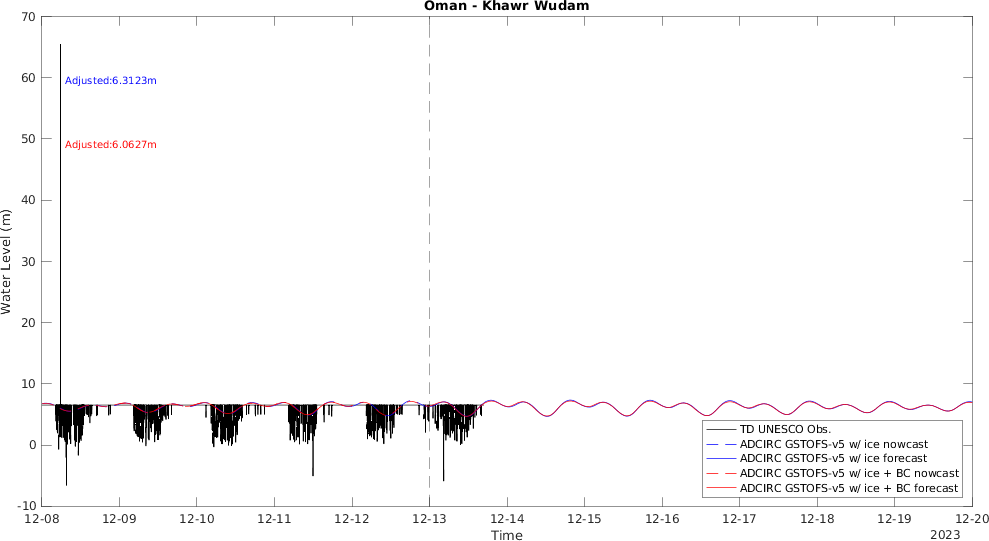 Oman - Khawr Wudam
70
60
50
40
30
20
10
0
-10
Water Level (m)
Adjusted:6.3123m
Adjusted:6.0627m
TD UNESCO Obs.
ADCIRC GSTOFS-v5 w/ ice nowcast
ADCIRC GSTOFS-v5 w/ ice forecast
ADCIRC GSTOFS-v5 w/ ice + BC nowcast
ADCIRC GSTOFS-v5 w/ ice + BC forecast
12-08 12-09 12-10 12-11 12-12 12-13 12-14 12-15 12-16 12-17 12-18 12-19 12-20
Time
2023